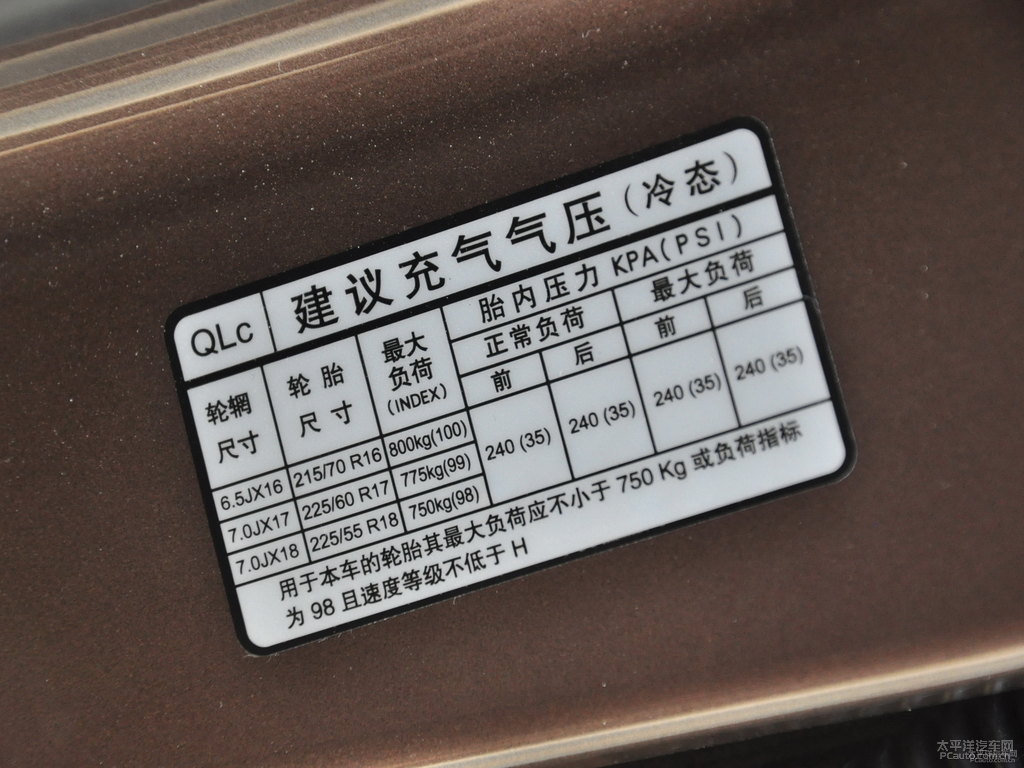 QLc 建议充气气压(冷态)
轮辋尺寸 轮胎尺寸 最大负荷(INDEX) 胎内压力 KPA(PSI)
正常负荷 最大负荷
前 后 前 后
6.5JX16 215/70 R16 800kg(100) 240 (35) 240 (35) 240 (35) 240 (35)
7.0JX17 225/60 R17 775kg(99)
7.0JX18 225/55 R18 750kg(98)
用于本车的轮胎其最大负荷应不小于 750 Kg 或负荷指标
为 98 且速度等级不低于 H
太平洋汽车网
PCauto.com.cn